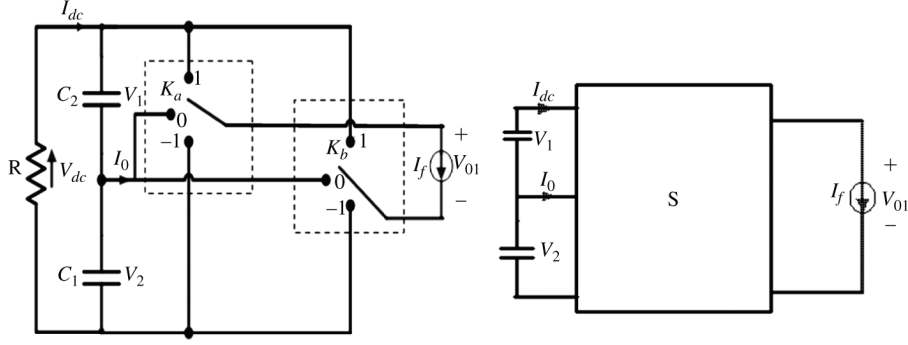 I_dc
1
C_2
V_1
K_a
0
−1
R
V_dc
I_0
1
K_b
0
−1
+
I_f
V_01
−
C_1
V_2
I_dc
V_1
I_0
S
V_2
+
I_f
V_01
−